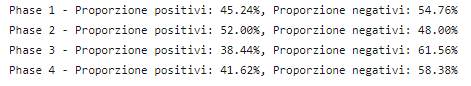 Phase 1 - Proporzione positivi: 45.24%, Proporzione negativi: 54.76%
Phase 2 - Proporzione positivi: 52.00%, Proporzione negativi: 48.00%
Phase 3 - Proporzione positivi: 38.44%, Proporzione negativi: 61.56%
Phase 4 - Proporzione positivi: 41.62%, Proporzione negativi: 58.38%